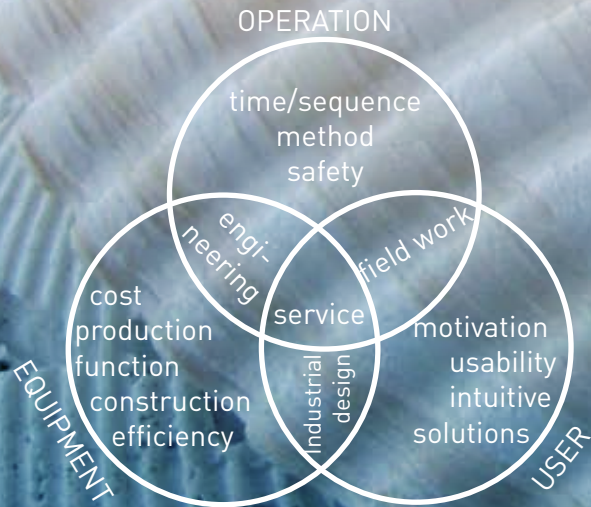 OPERATION
time/sequence
method
safety
engi-
neering
field work
service
cost
production
function
construction
efficiency
EQUIPMENT
Industrial
design
motivation
usability
intuitive
solutions
USER